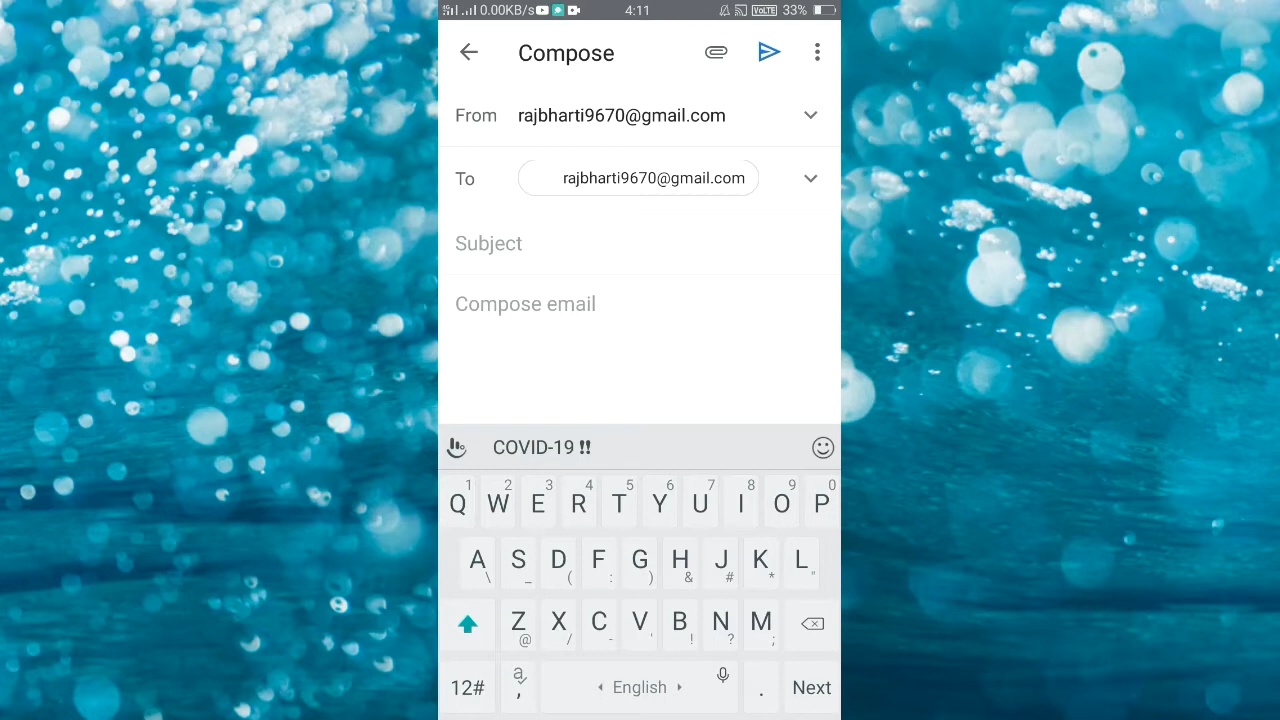 0.00KB/s 4:11 VoLTE 33%
Compose
From rajbharti9670@gmail.com
To rajbharti9670@gmail.com
Subject
Compose email
COVID-19 ‼
1 2 3 4 5 6 7 8 9 0
Q W E R T Y U I O P
A S D F G H J K L
\ _ ( : ) & # * "
Z X C V B N M
@ / - ' ! ? ;
12# a , English . Next